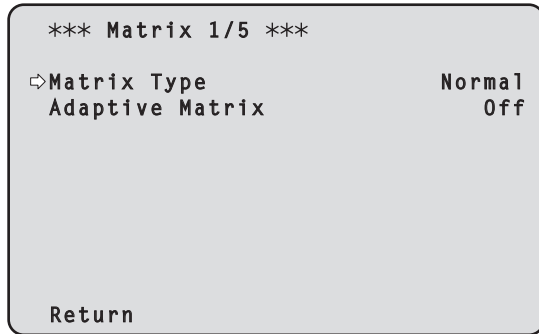 *** Matrix 1/5 ***
⇨Matrix Type Normal
Adaptive Matrix Off
Return